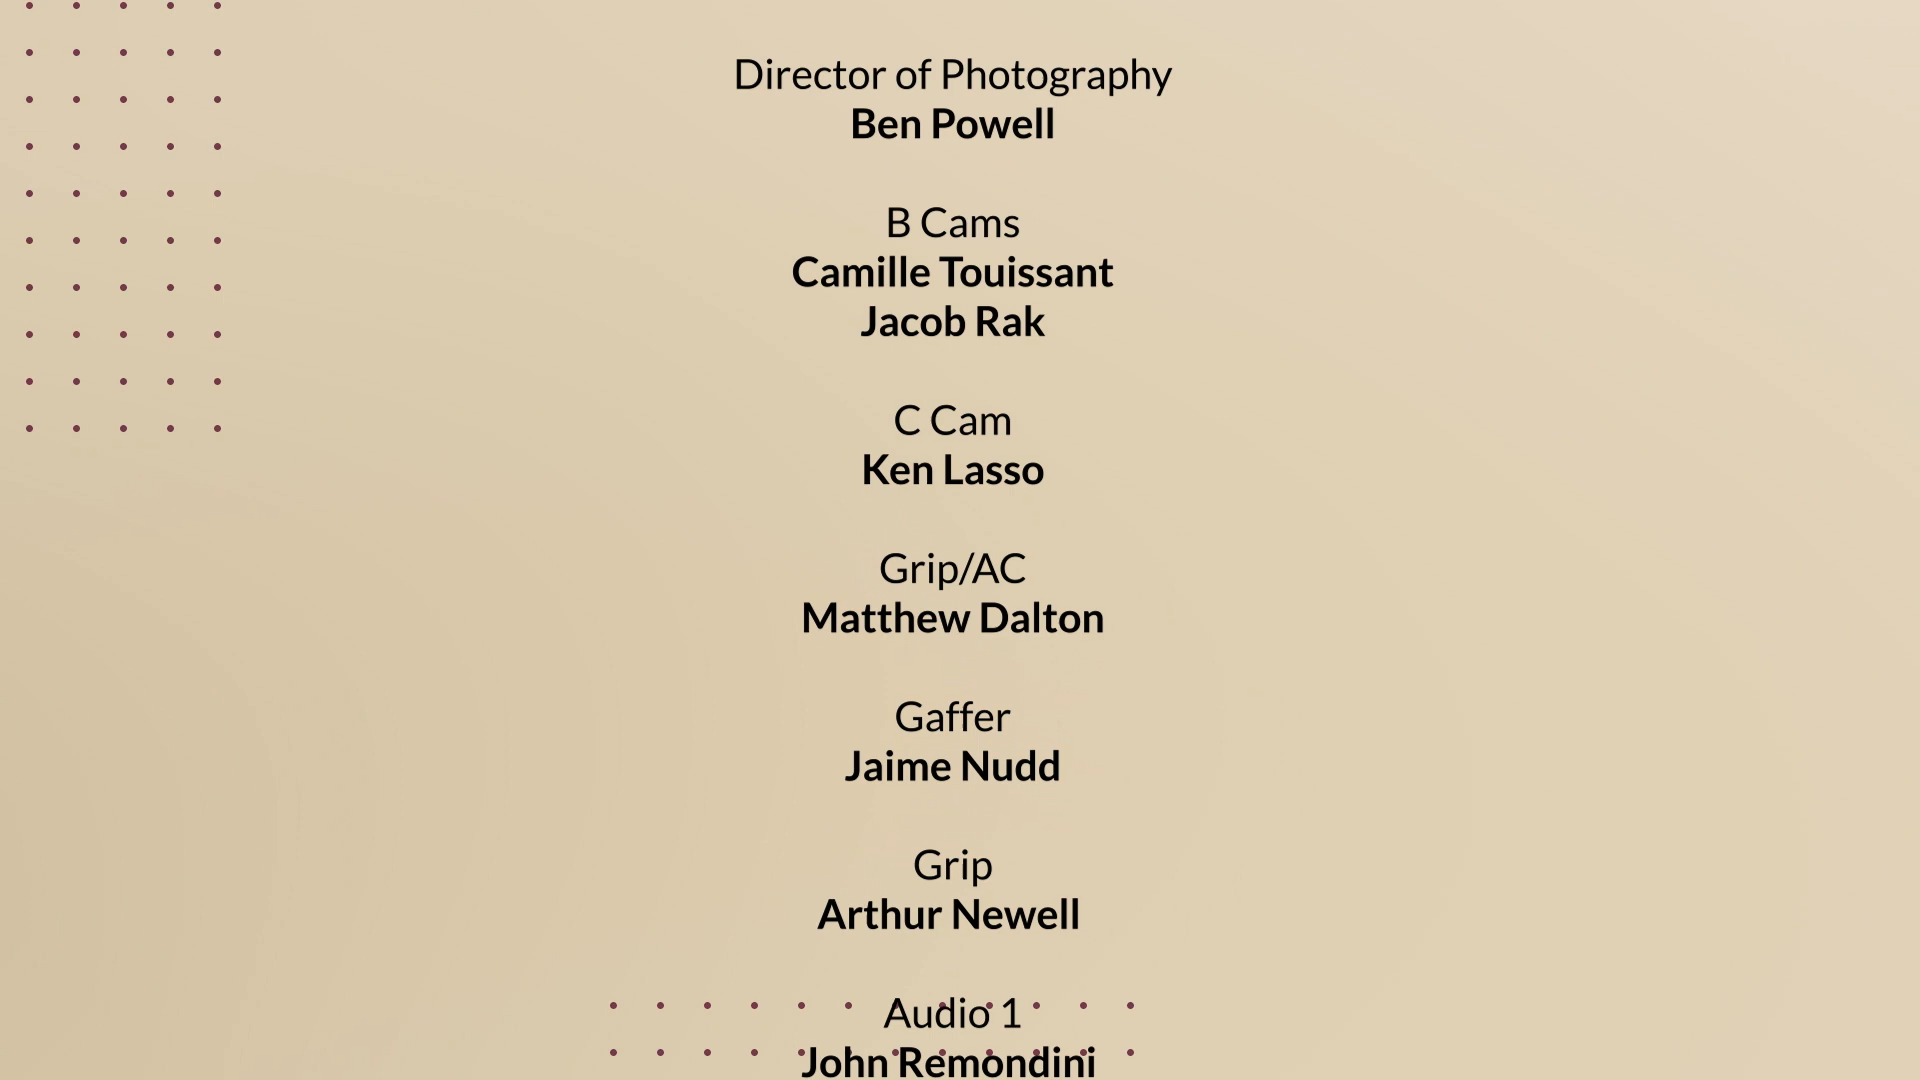 Director of Photography
Ben Powell
B Cams
Camille Touissant
Jacob Rak
C Cam
Ken Lasso
Grip/AC
Matthew Dalton
Gaffer
Jaime Nudd
Grip
Arthur Newell
Audio 1
John Remondini